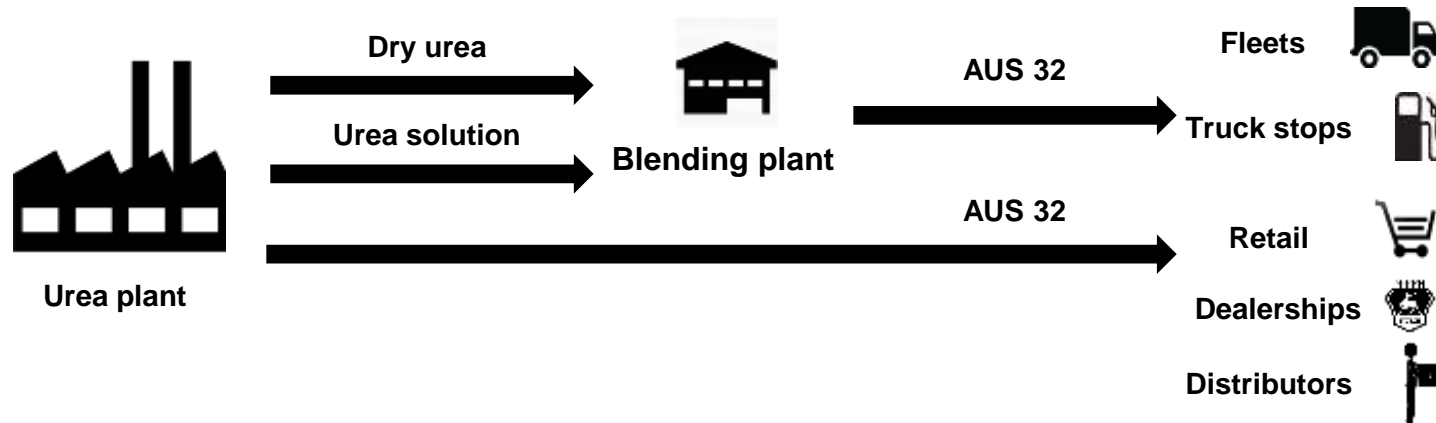 Dry urea
Urea solution
Blending plant
AUS 32
AUS 32
Urea plant
Fleets
Truck stops
Retail
Dealerships
Distributors